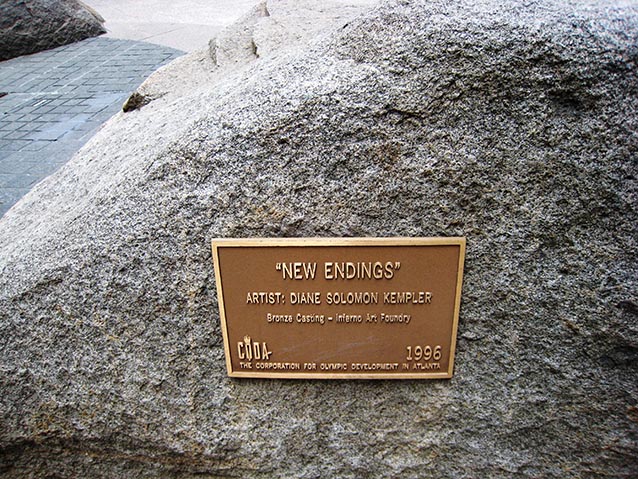 "NEW ENDINGS"
ARTIST: DIANE SOLOMON KEMPLER
Bronze Casting – Inferno Art Foundry
CODA 1996
THE CORPORATION FOR OLYMPIC DEVELOPMENT IN ATLANTA